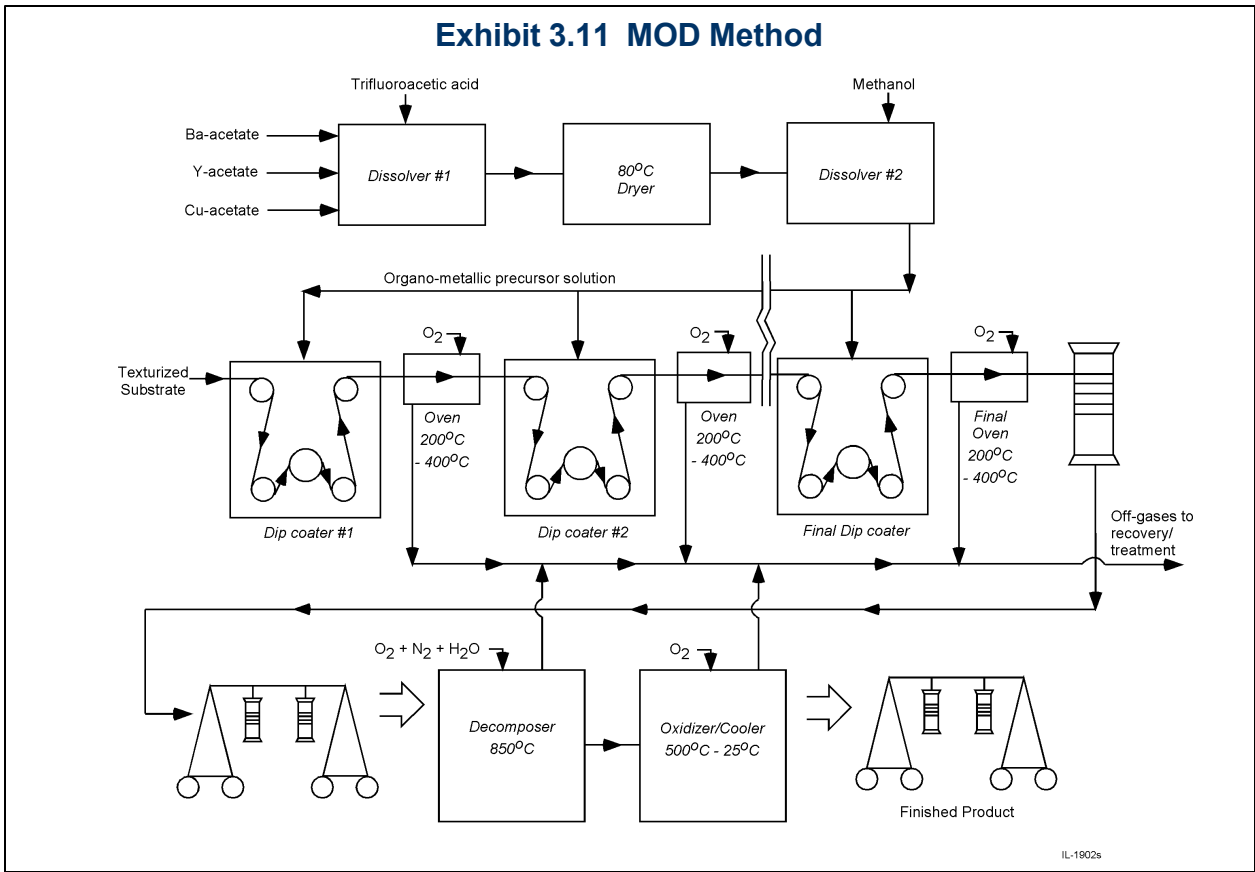 Exhibit 3.11  MOD Method
Trifluoroacetic acid
Methanol
Ba-acetate
Y-acetate
Cu-acetate
Dissolver #1
80°C
Dryer
Dissolver #2
Organo-metallic precursor solution
Texturized
Substrate
O2
O2
O2
Oven
200°C
- 400°C
Oven
200°C
- 400°C
Final
Oven
200°C
- 400°C
Dip coater #1
Dip coater #2
Final Dip coater
Off-gases to
recovery/
treatment
O2 + N2 + H2O
O2
Decomposer
850°C
Oxidizer/Cooler
500°C - 25°C
Finished Product
IL-1902s